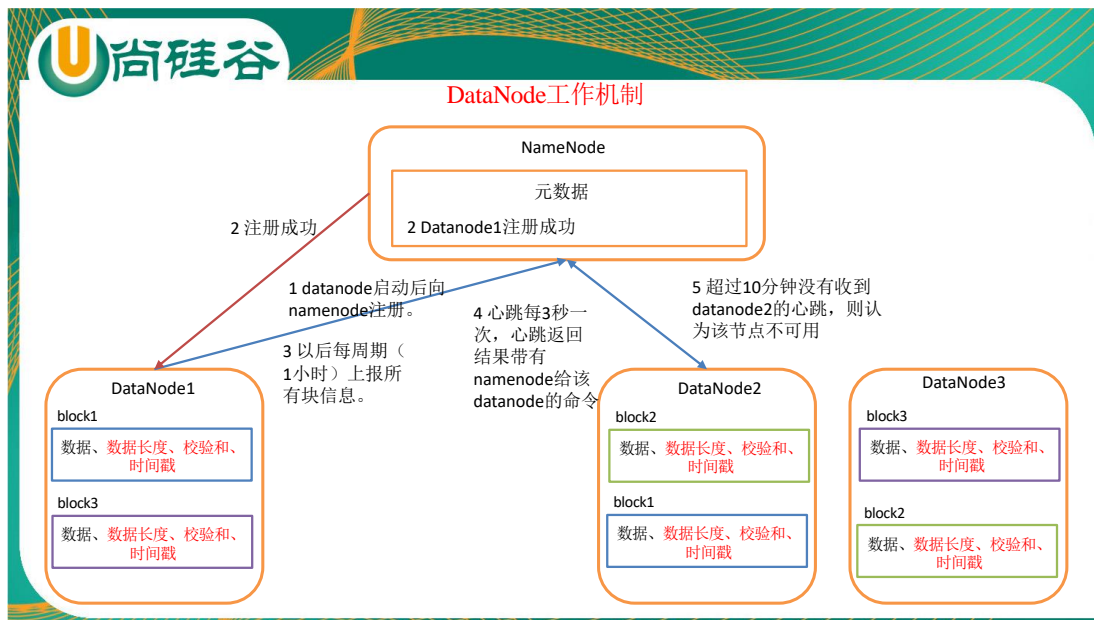 尚硅谷
DataNode工作机制
NameNode
元数据
2 Datanode1注册成功
2 注册成功
1 datanode启动后向
namenode注册。
3 以后每周期（
1小时）上报所
有块信息。
4 心跳每3秒一
次，心跳返回
结果带有
namenode给该
datanode的命令
5 超过10分钟没有收到
datanode2的心跳，则认
为该节点不可用
DataNode1
block1
数据、数据长度、校验和、
时间戳
block3
数据、数据长度、校验和、
时间戳
DataNode2
block2
数据、数据长度、校验和、
时间戳
block1
数据、数据长度、校验和、
时间戳
DataNode3
block3
数据、数据长度、校验和、
时间戳
block2
数据、数据长度、校验和、
时间戳